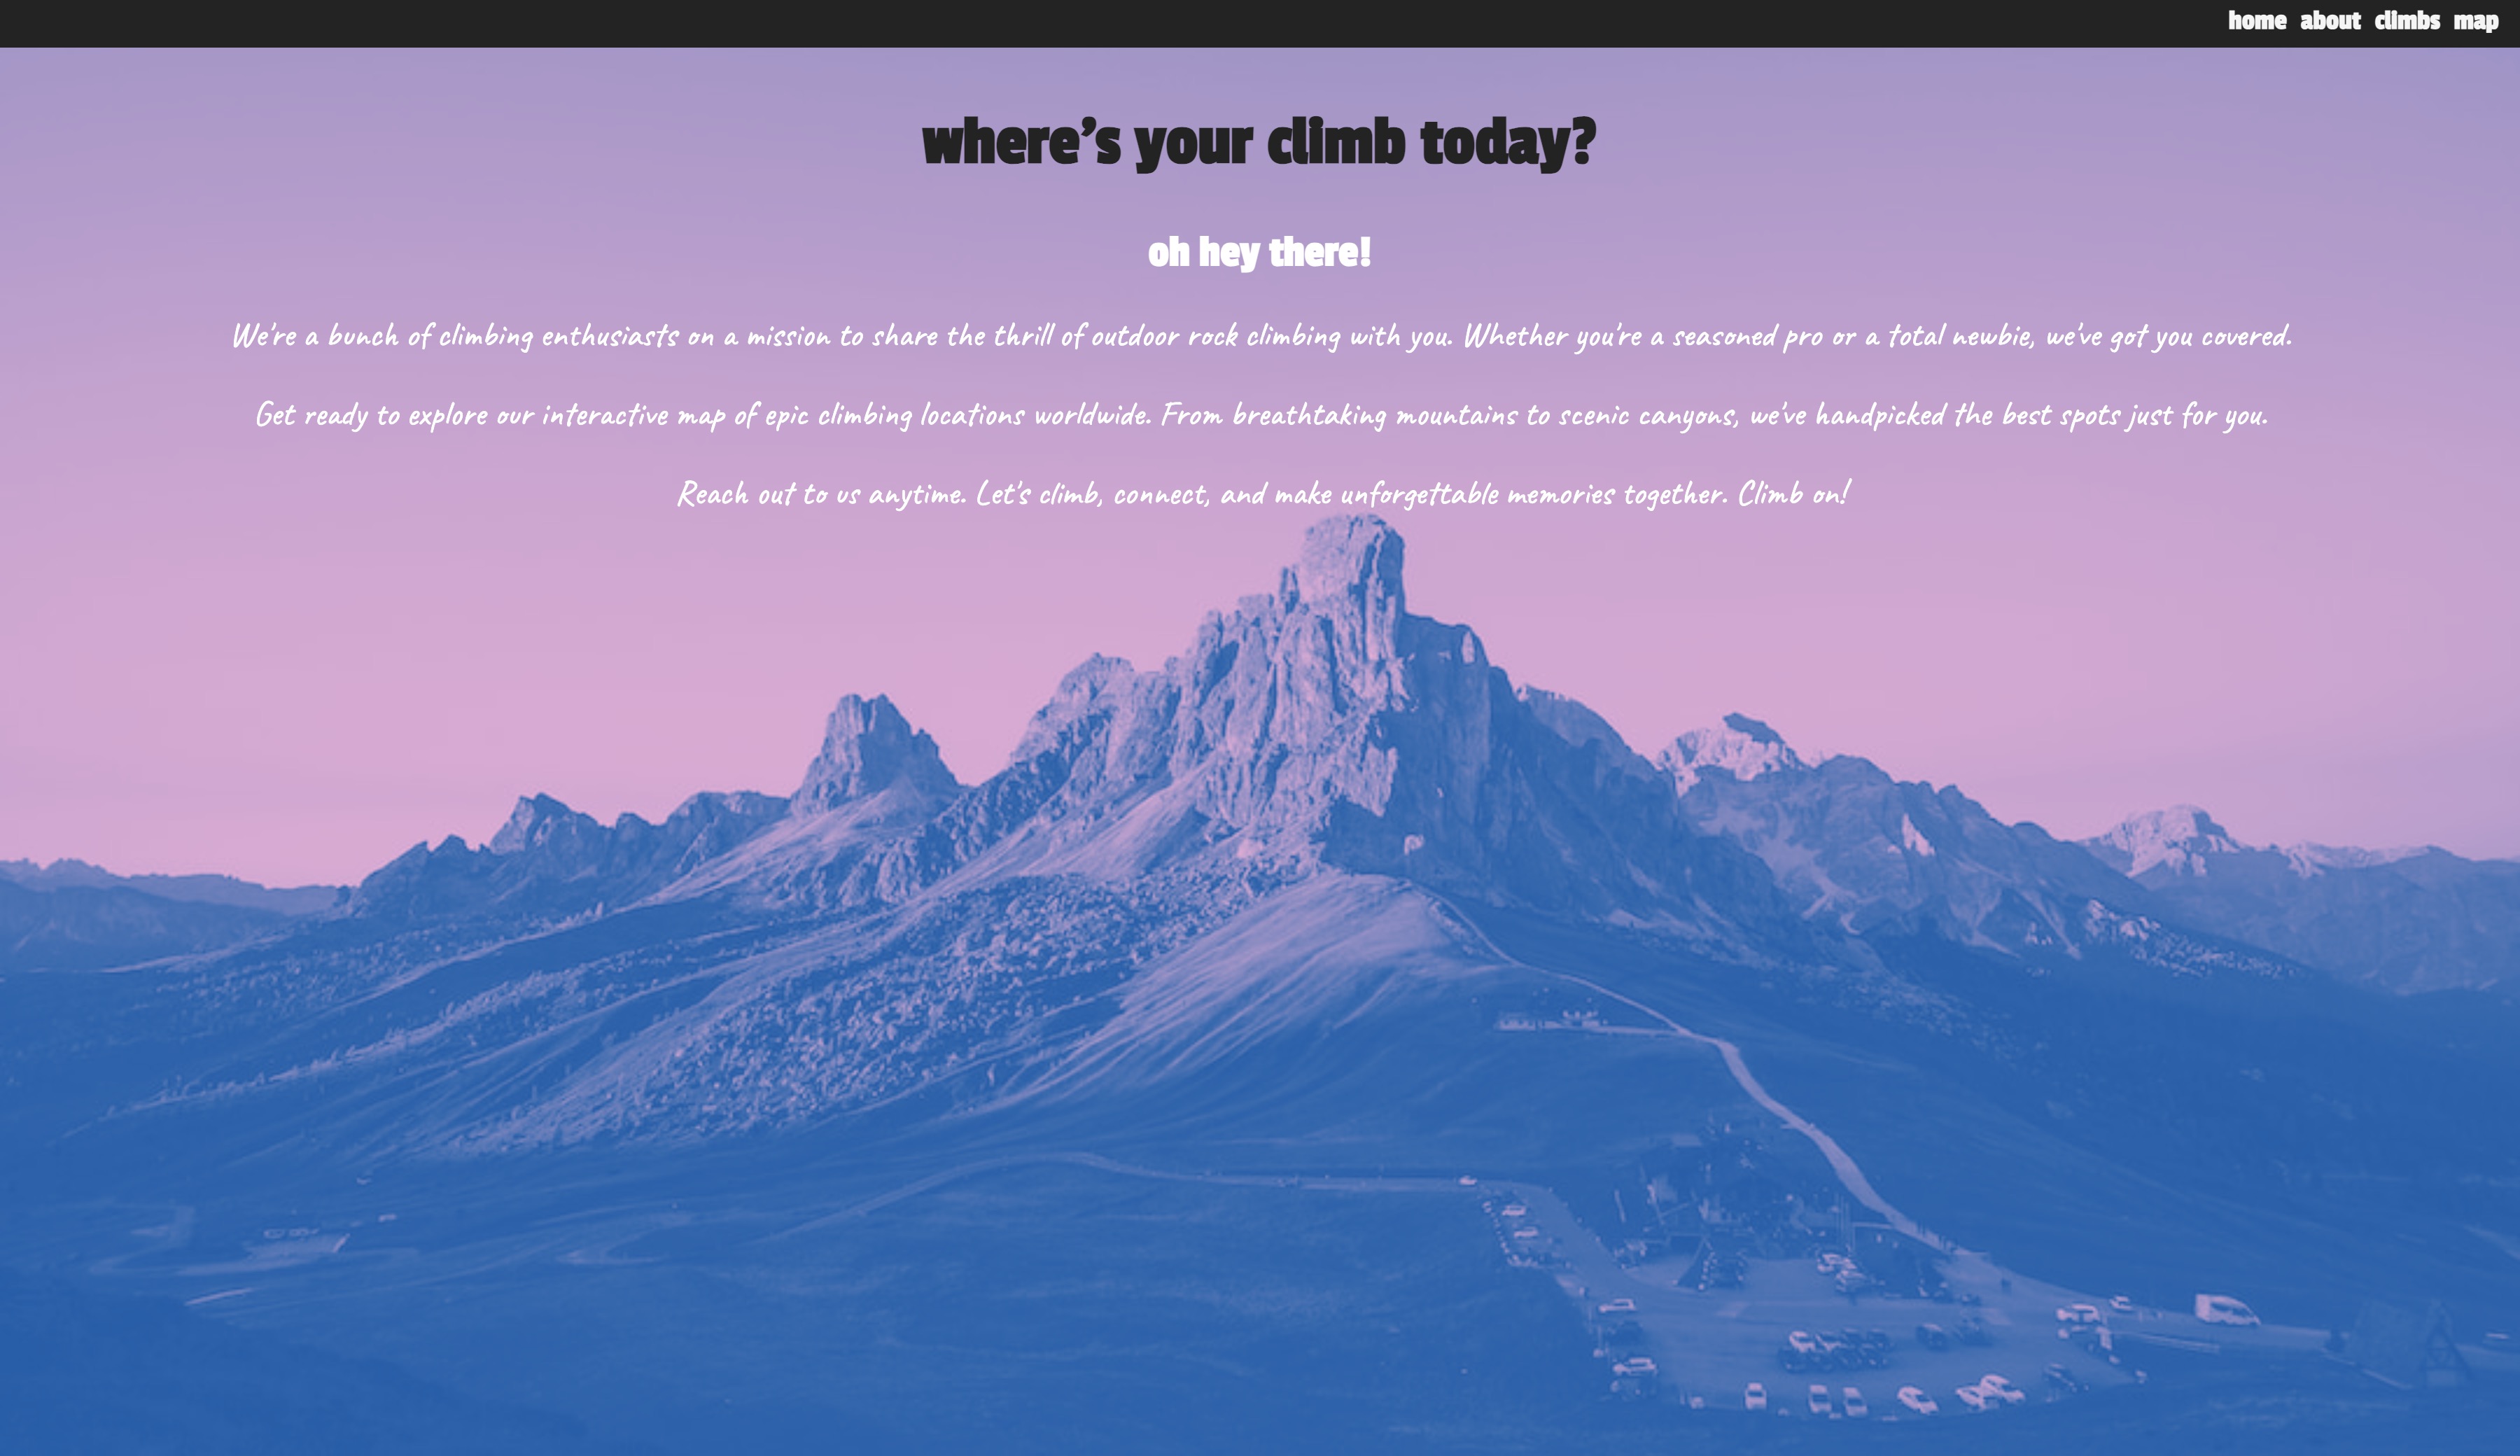 home about climbs map
where's your climb today?
oh hey there!
We're a bunch of climbing enthusiasts on a mission to share the thrill of outdoor rock climbing with you. Whether you're a seasoned pro or a total newbie, we've got you covered.
Get ready to explore our interactive map of epic climbing locations worldwide. From breathtaking mountains to scenic canyons, we've handpicked the best spots just for you.
Reach out to us anytime. Let's climb, connect, and make unforgettable memories together. Climb on!